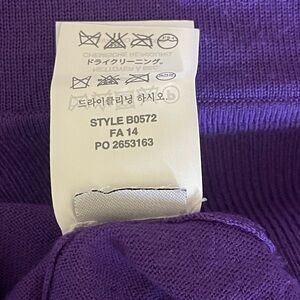 ドライクリーニング。
드라이클리닝 하시오.
STYLE B0572
FA 14
PO 2653163